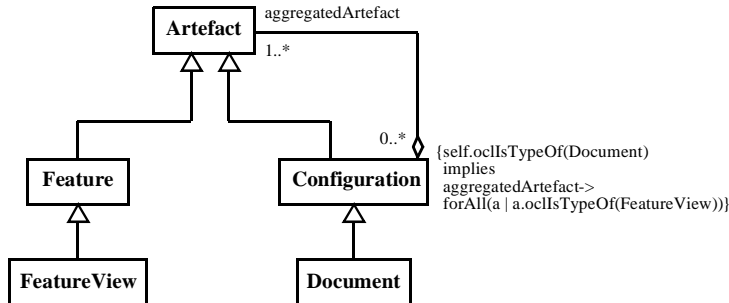 aggregatedArtefact
Artefact
1..*
0..*
{self.oclIsTypeOf(Document)
implies
aggregatedArtefact->
forAll(a | a.oclIsTypeOf(FeatureView))}
Feature
Configuration
FeatureView
Document